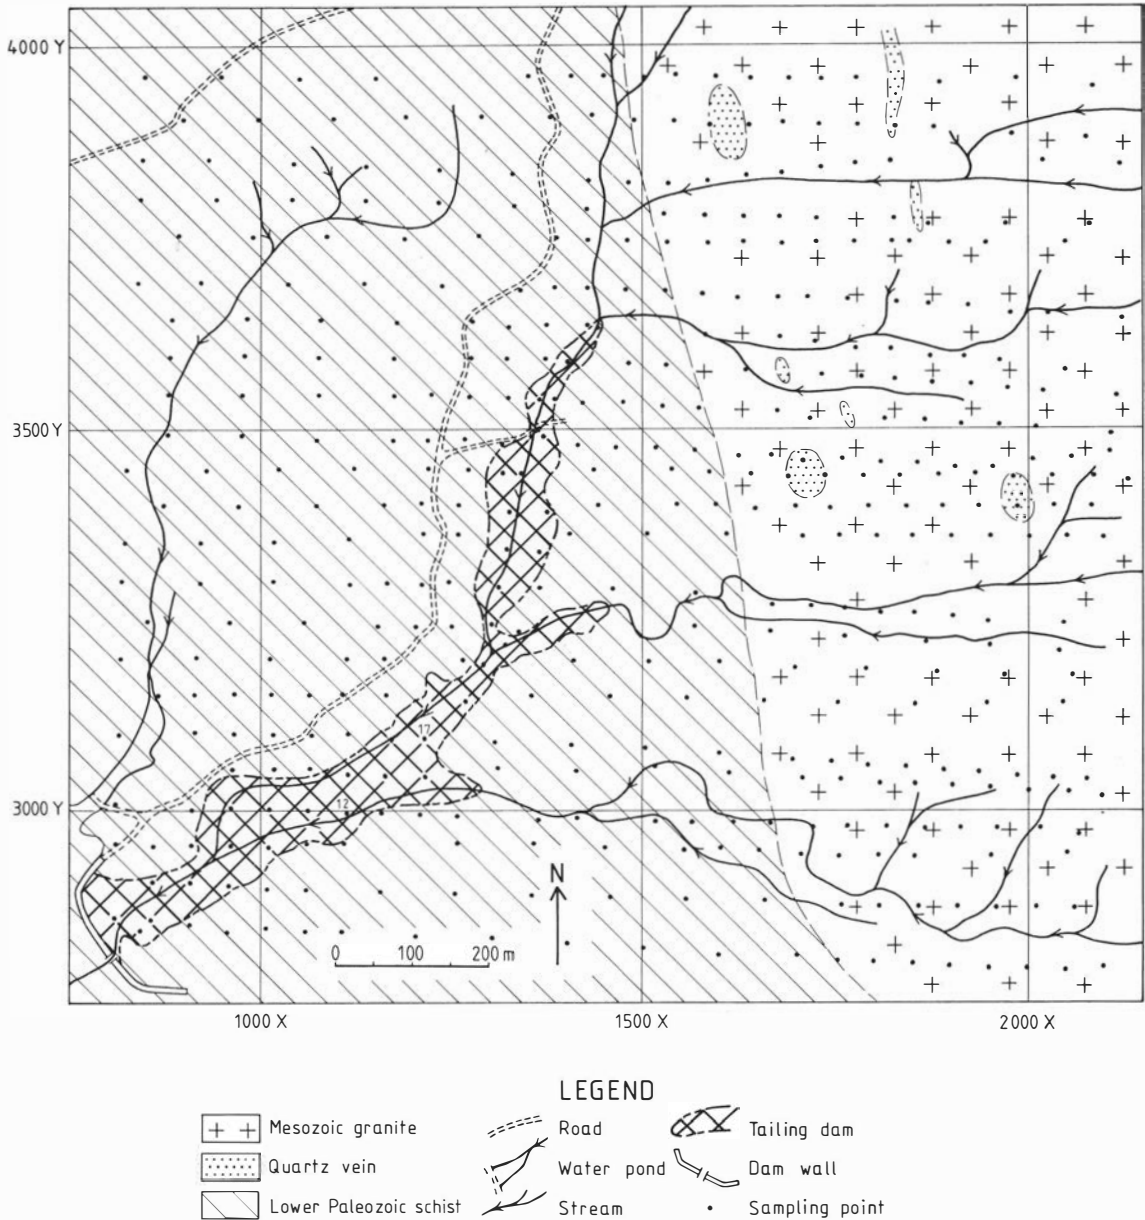 4000 Y
3500 Y
17
12
3000 Y
N
0 100 200 m
1000 X 1500 X 2000 X
LEGEND
Mesozoic granite Road Tailing dam
Quartz vein Water pond Dam wall
Lower Paleozoic schist Stream Sampling point